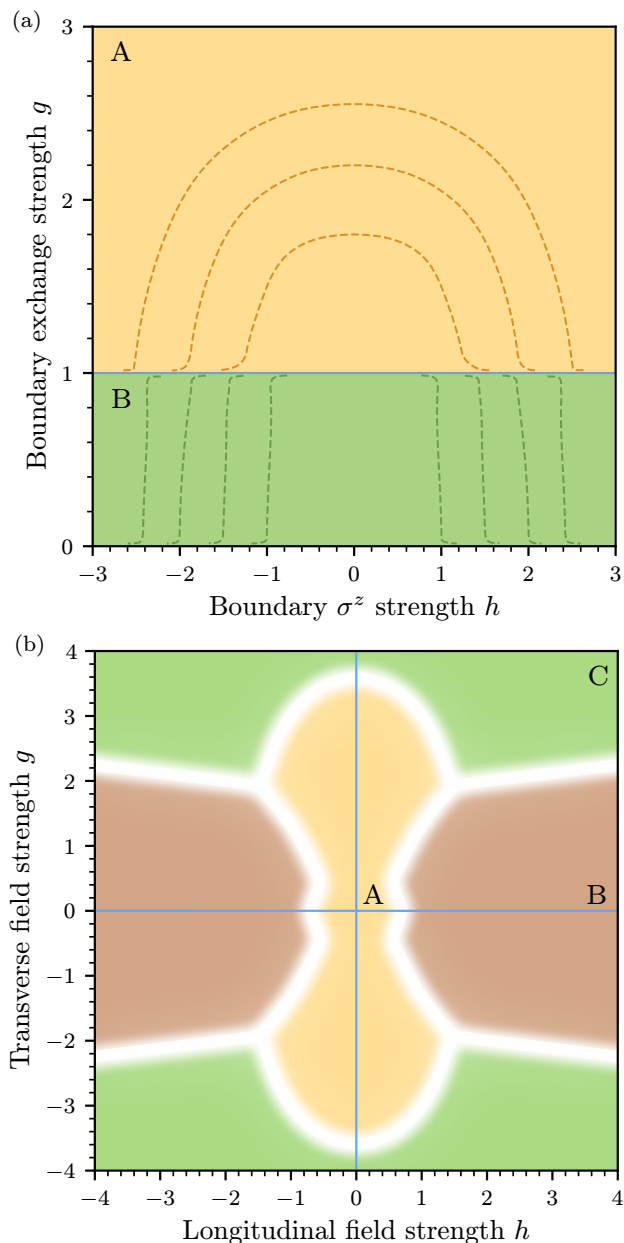 (a)
3
A
2
1
B
0
−3
−2
−1
0
1
2
3
Boundary exchange strength g
Boundary σ^z strength h
(b)
4
C
3
2
1
A
B
0
−1
−2
−3
−4
−4
−3
−2
−1
0
1
2
3
4
Transverse field strength g
Longitudinal field strength h